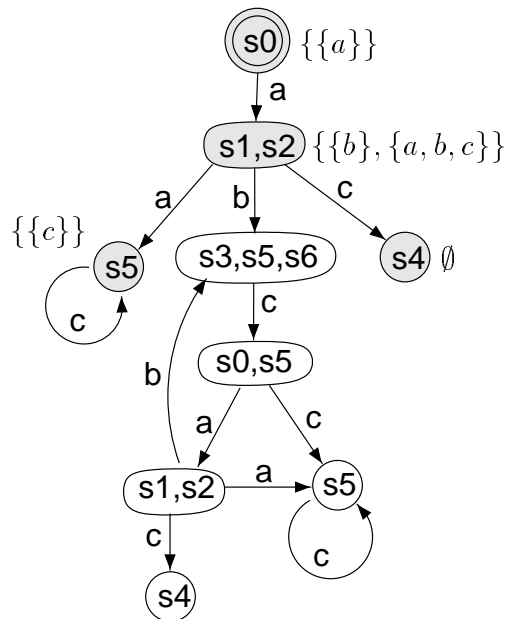 s0 {{a}}
a
s1,s2 {{b}, {a, b, c}}
a b c
{{c}}
s5 s3,s5,s6 s4 ∅
c c
s0,s5
b a c
s1,s2 a s5
c c
s4